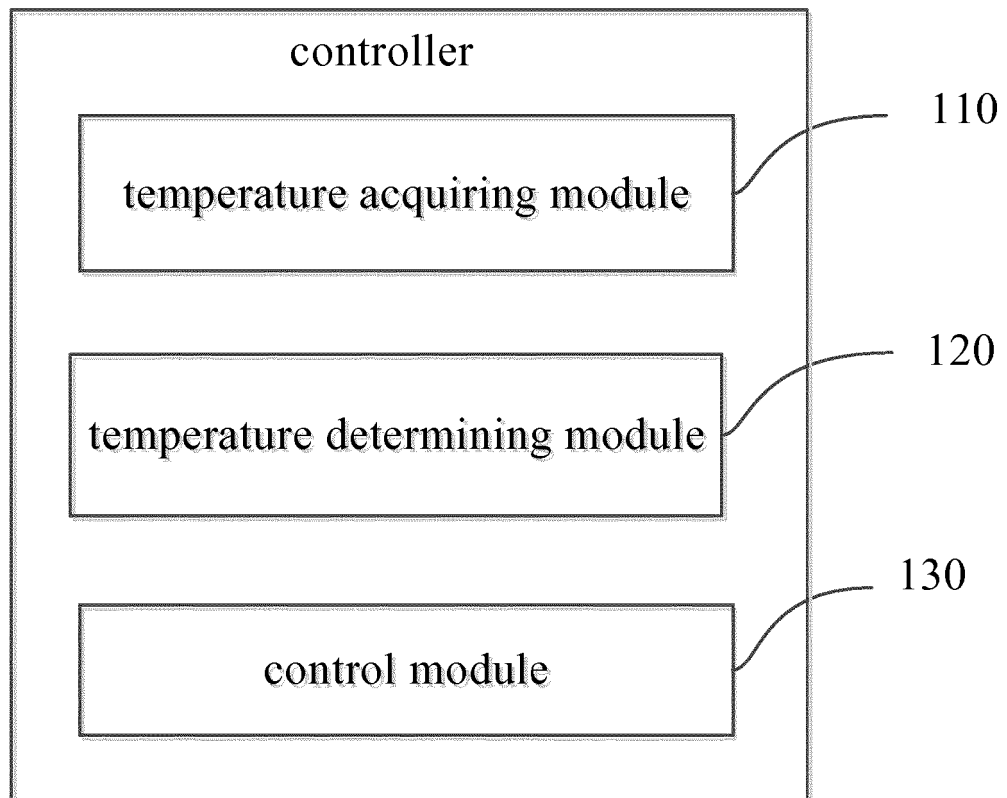 controller
110
temperature acquiring module
120
temperature determining module
130
control module